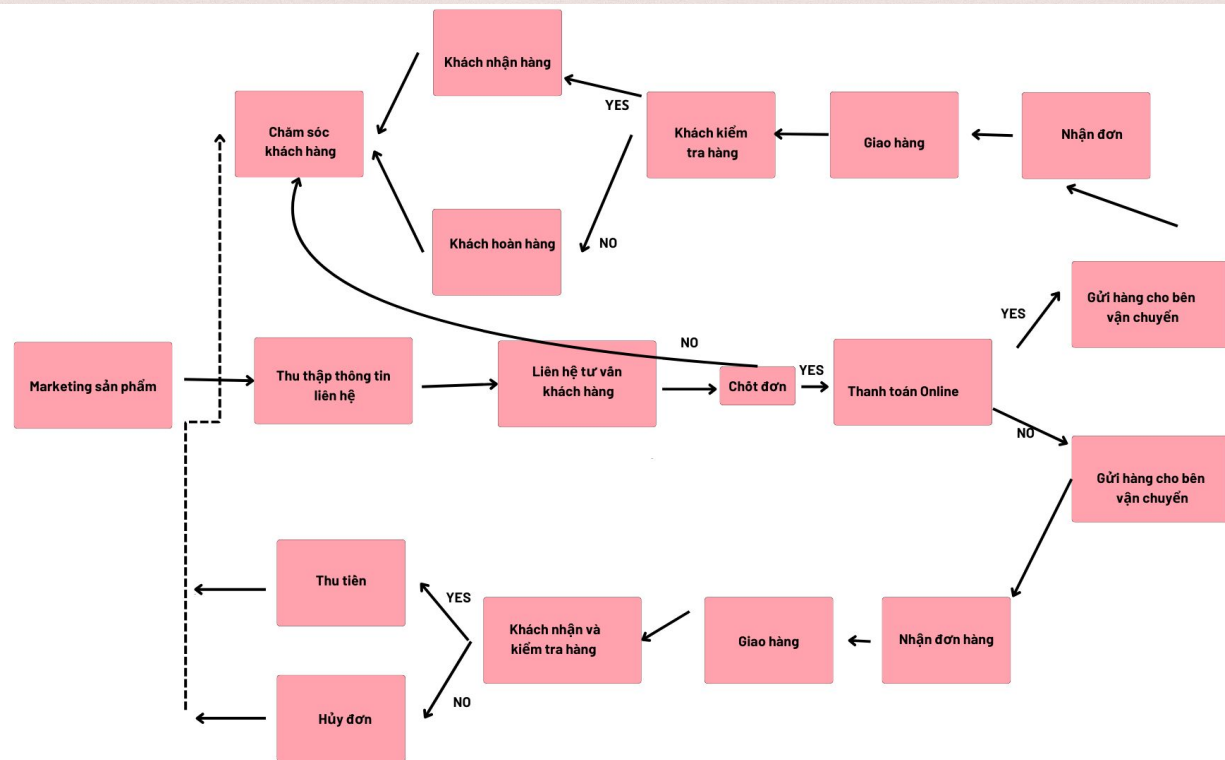 Khách nhận hàng
YES
Chăm sóc
khách hàng
Khách kiểm
tra hàng
Giao hàng
Nhận đơn
Khách hoàn hàng
NO
Gửi hàng cho bên
vận chuyển
YES
NO
Marketing sản phẩm
Thu thập thông tin
liên hệ
Liên hệ tư vấn
khách hàng
Chốt đơn
YES
Thanh toán Online
NO
Gửi hàng cho bên
vận chuyển
Thu tiền
YES
Khách nhận và
kiểm tra hàng
Giao hàng
Nhận đơn hàng
NO
Hủy đơn